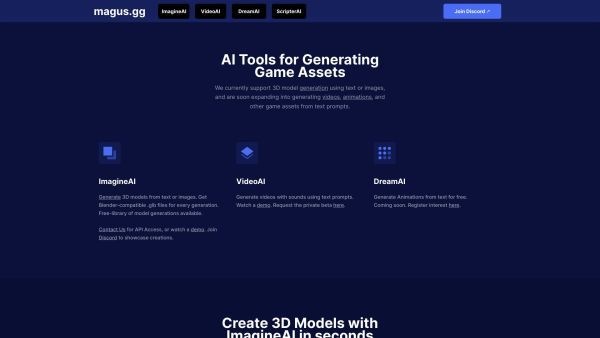 magus.gg
ImagineAI
VideoAI
DreamAI
ScripterAI
Join Discord ↗
AI Tools for Generating
Game Assets
We currently support 3D model generation using text or images,
and are soon expanding into generating videos, animations, and
other game assets from text prompts.
ImagineAI
Generate 3D models from text or images. Get
Blender-compatible .glb files for every generation.
Free-library of model generations available.
Contact Us for API Access, or watch a demo. Join
Discord to showcase creations.
VideoAI
Generate videos with sounds using text prompts.
Watch a demo. Request the private beta here.
DreamAI
Generate Animations from text for free.
Coming soon. Register interest here.
Create 3D Models with
ImagineAI in seconds